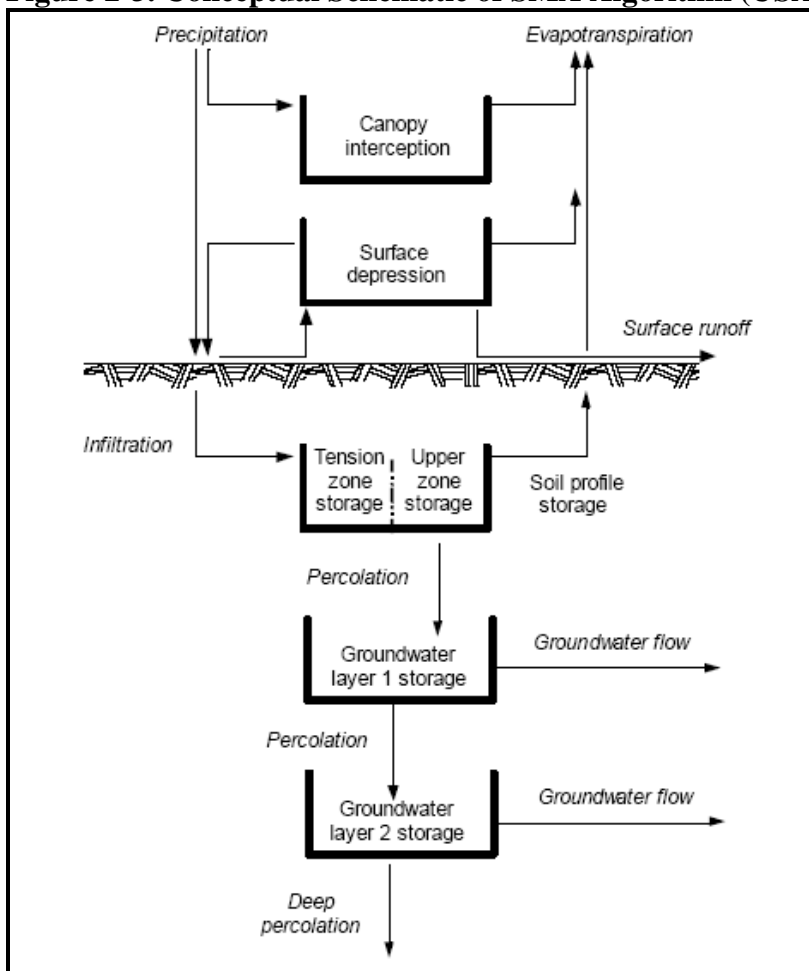 Precipitation
Evapotranspiration
Canopy
interception
Surface
depression
Surface runoff
Infiltration
Tension
zone
storage
Upper
zone
storage
Soil profile
storage
Percolation
Groundwater
layer 1 storage
Groundwater flow
Percolation
Groundwater
layer 2 storage
Groundwater flow
Deep
percolation